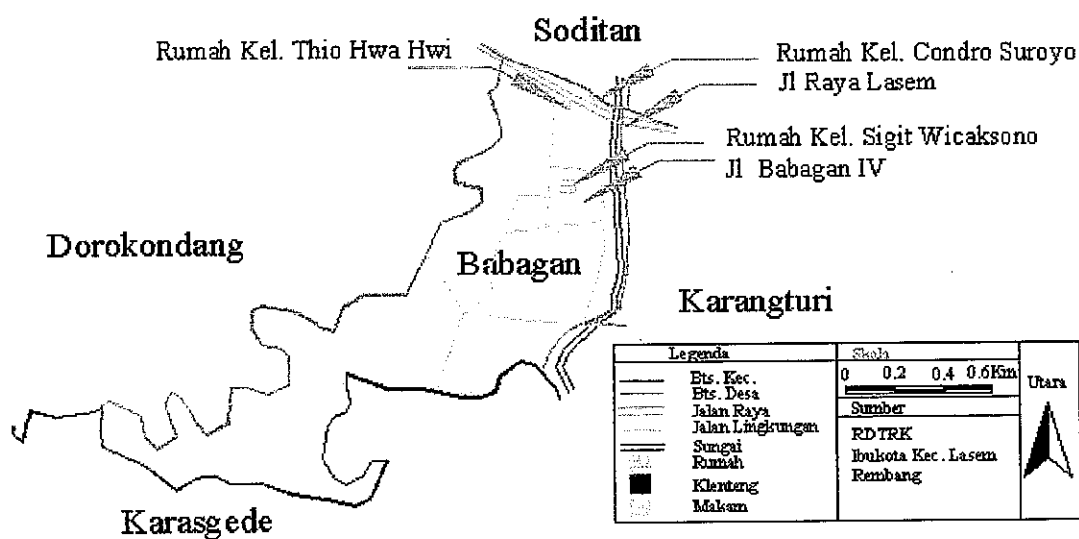 Soditan
Rumah Kel. Thio Hwa Hwi
Rumah Kel. Condro Suroyo
Jl Raya Lasem
Rumah Kel. Sigit Wicaksono
Jl Babagan IV
Dorokondang
Babagan
Karangturi
Karasgede
Legenda
Bts. Kec.
Bts. Desa
Jalan Raya
Jalan Lingkungan
Sungai
Rumah
Klenteng
Makam
Skala
0 0.2 0.4 0.6Km
Sumber
RDTRK
Ibukota Kec. Lasem
Rembang
Utara